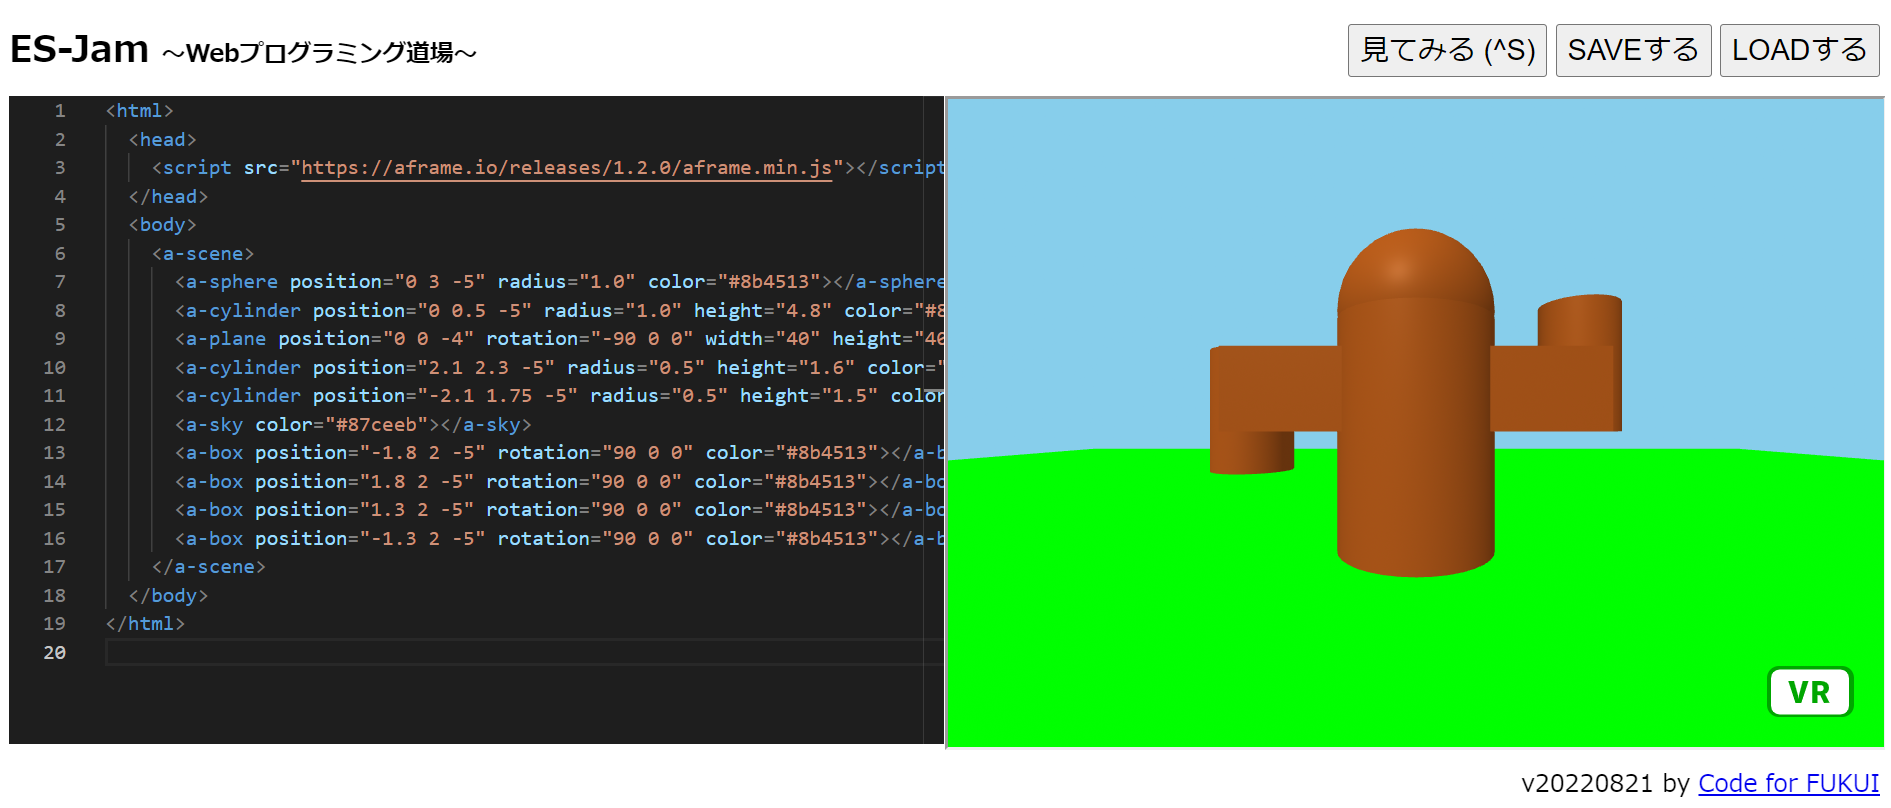 ES-Jam ～Webプログラミング道場～
見てみる (^S) SAVEする LOADする
1 <html>
2 <head>
3 <script src="https://aframe.io/releases/1.2.0/aframe.min.js"></script
4 </head>
5 <body>
6 <a-scene>
7 <a-sphere position="0 3 -5" radius="1.0" color="#8b4513"></a-sphere
8 <a-cylinder position="0 0.5 -5" radius="1.0" height="4.8" color="#8
9 <a-plane position="0 0 -4" rotation="-90 0 0" width="40" height="40
10 <a-cylinder position="2.1 2.3 -5" radius="0.5" height="1.6" color="
11 <a-cylinder position="-2.1 1.75 -5" radius="0.5" height="1.5" color
12 <a-sky color="#87ceeb"></a-sky>
13 <a-box position="-1.8 2 -5" rotation="90 0 0" color="#8b4513"></a-b
14 <a-box position="1.8 2 -5" rotation="90 0 0" color="#8b4513"></a-bo
15 <a-box position="1.3 2 -5" rotation="90 0 0" color="#8b4513"></a-bo
16 <a-box position="-1.3 2 -5" rotation="90 0 0" color="#8b4513"></a-b
17 </a-scene>
18 </body>
19 </html>
20
VR
v20220821 by Code for FUKUI